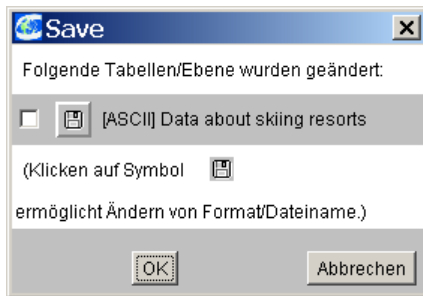 Save
Folgende Tabellen/Ebene wurden geändert:
[ASCII] Data about skiing resorts
(Klicken auf Symbol
ermöglicht Ändern von Format/Dateiname.)
OK Abbrechen